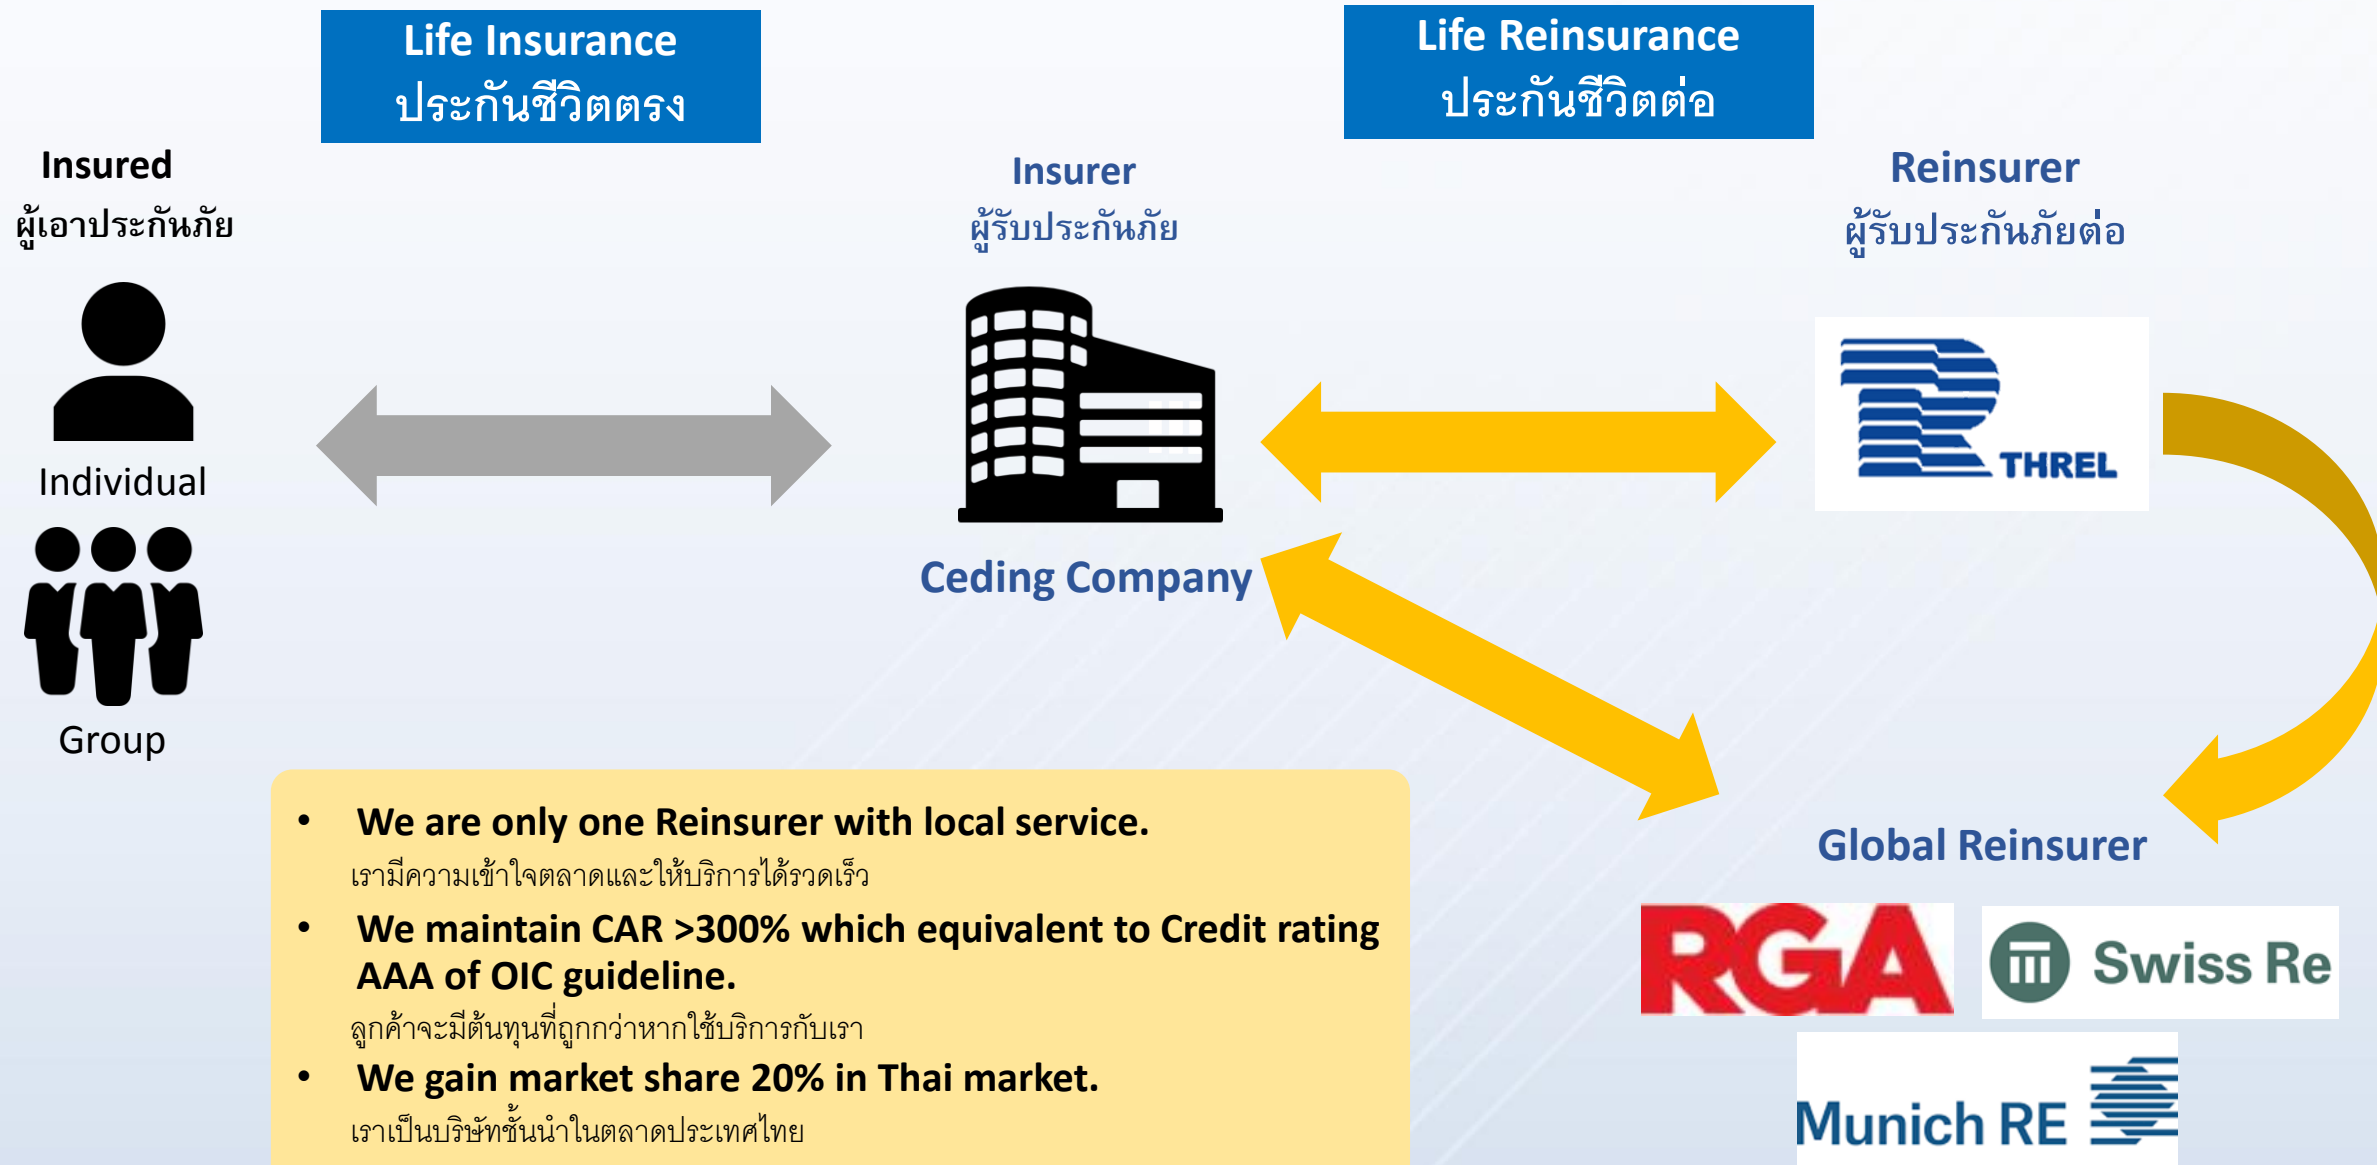 Life Insurance
ประกันชีวิตตรง
Life Reinsurance
ประกันชีวิตต่อ
Insured
ผู้เอาประกันภัย
Insurer
ผู้รับประกันภัย
Reinsurer
ผู้รับประกันภัยต่อ
Individual
Group
Ceding Company
THREL
• We are only one Reinsurer with local service.
เรามีความเข้าใจตลาดและให้บริการได้รวดเร็ว
• We maintain CAR >300% which equivalent to Credit rating
AAA of OIC guideline.
ลูกค้าจะมีต้นทุนที่ถูกกว่าหากใช้บริการกับเรา
• We gain market share 20% in Thai market.
เราเป็นบริษัทชั้นนำในตลาดประเทศไทย
Global Reinsurer
RGA
Swiss Re
Munich RE